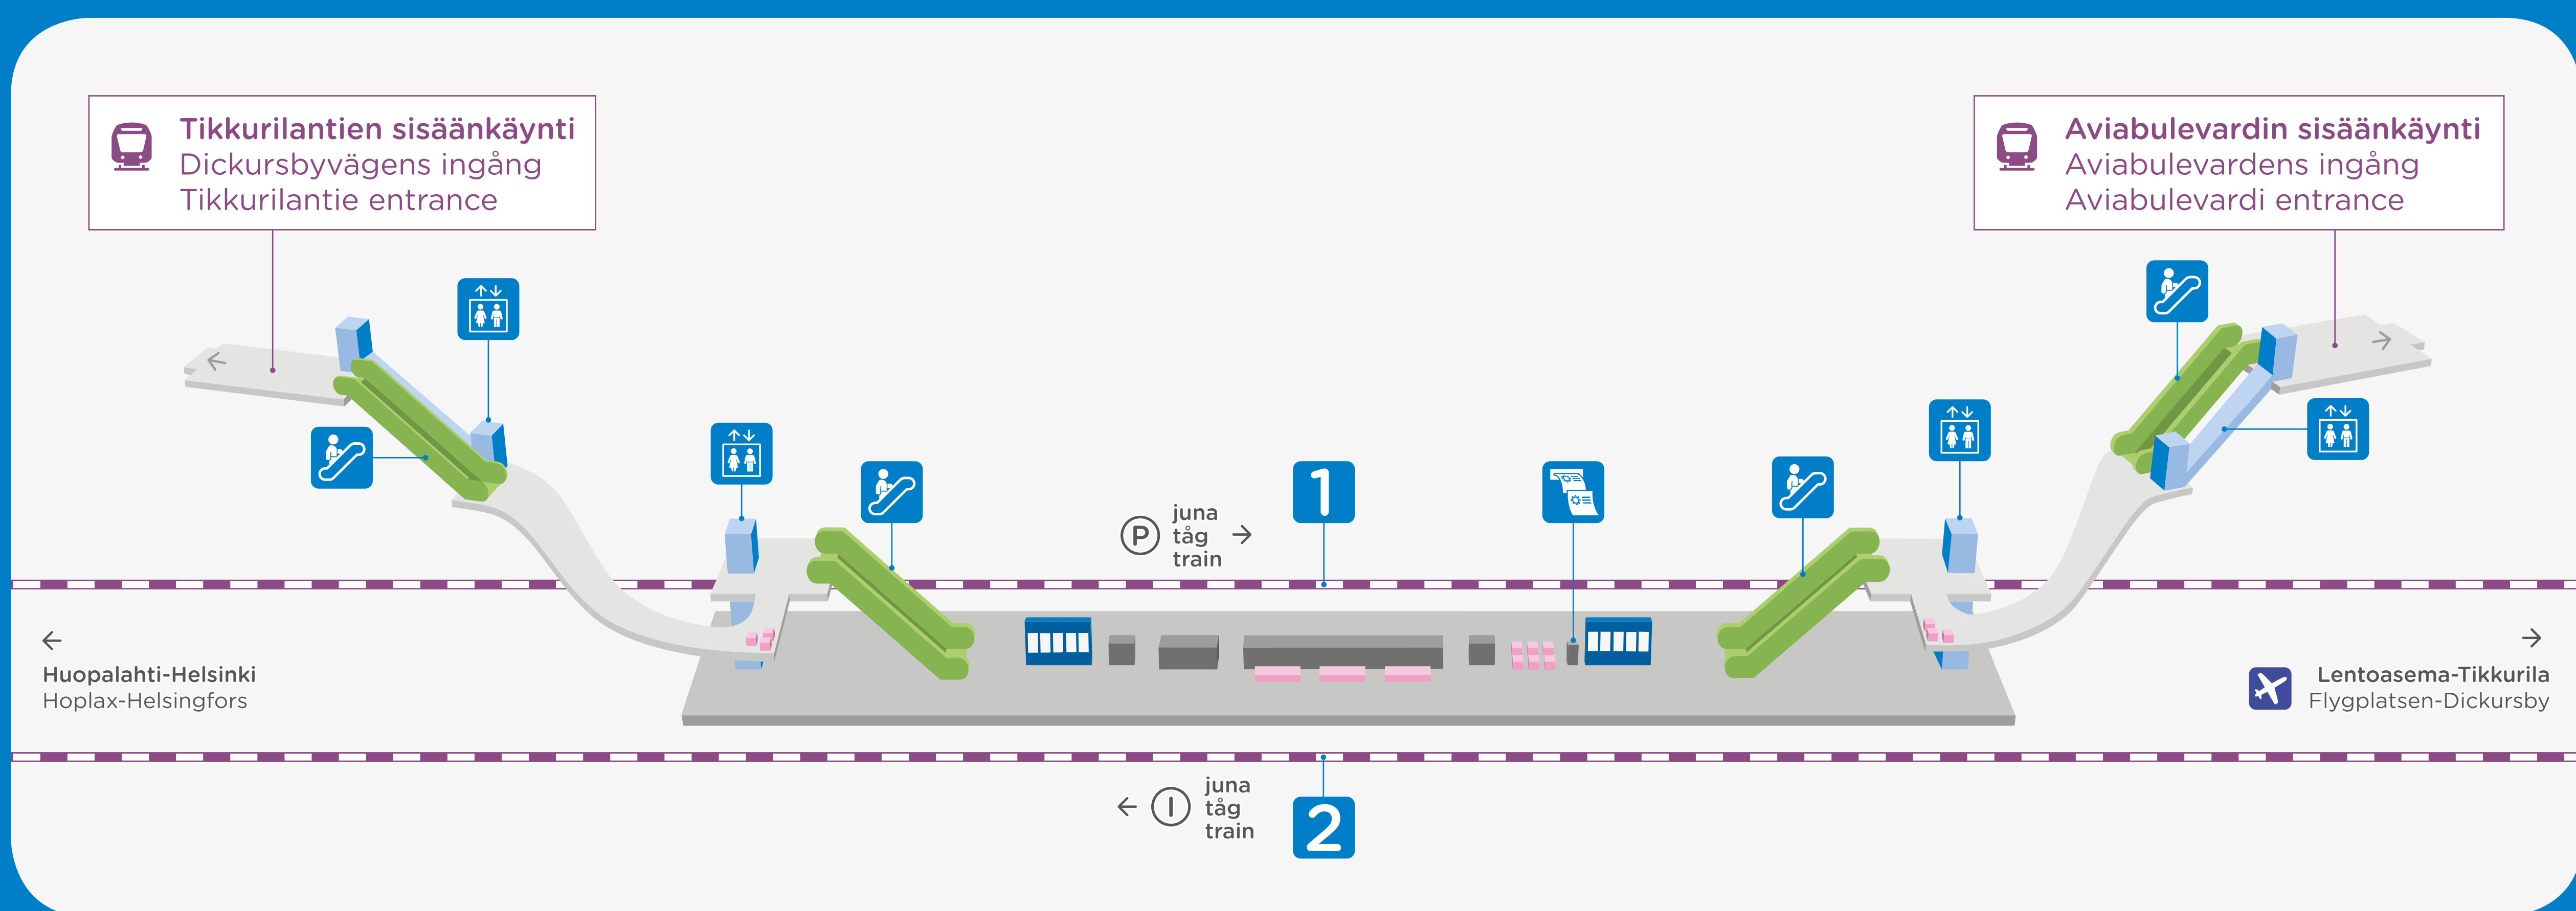 Tikkurilantien sisäänkäynti
Dickursbyvägens ingång
Tikkurilantie entrance
Aviabulevardin sisäänkäynti
Aviabulevardens ingång
Aviabulevardi entrance
P
juna
tåg
train
1
Huopalahti-Helsinki
Hoplax-Helsingfors
Lentoasema-Tikkurila
Flygplatsen-Dickursby
I
juna
tåg
train
2